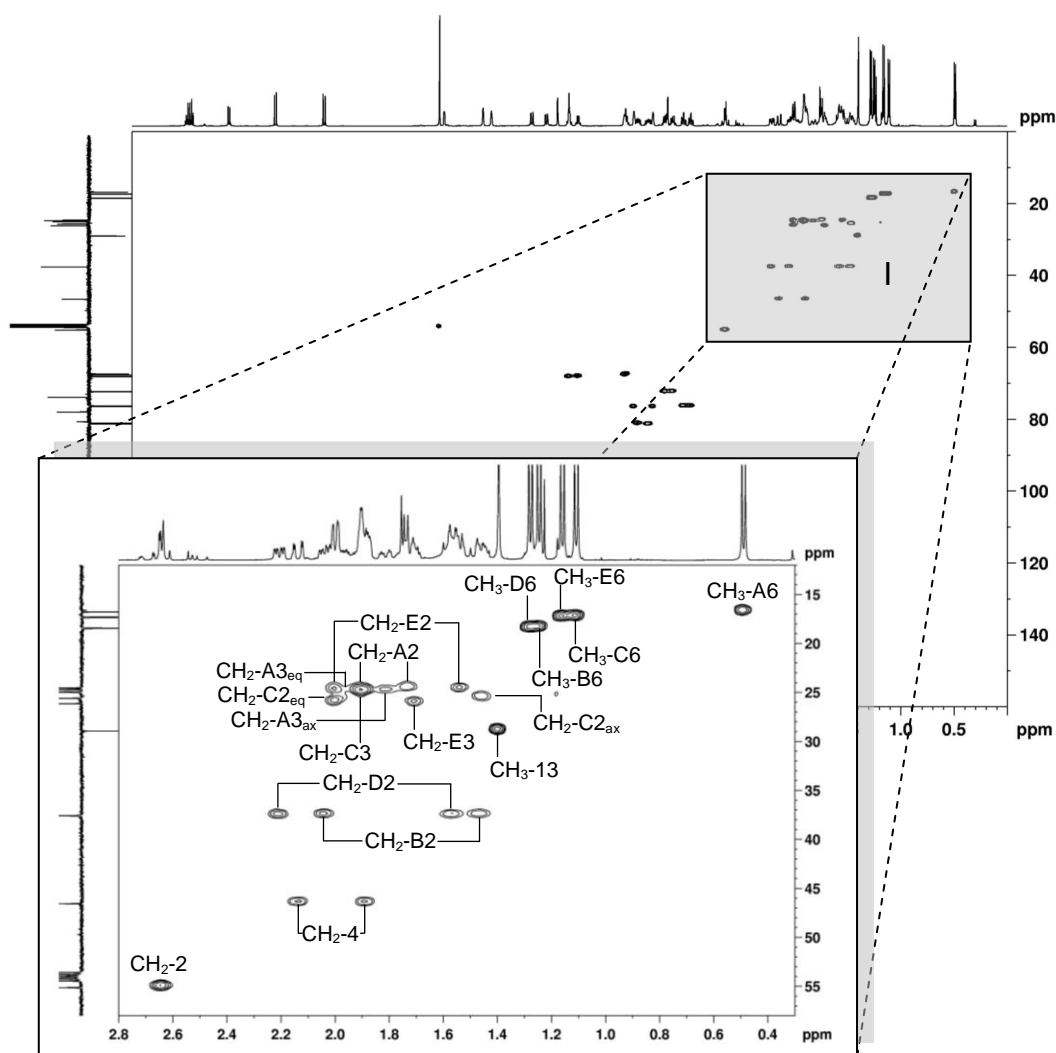 ppm
20
40
60
80
100
120
140
1.0
0.5
ppm
I
ppm
CH₃-D6
CH₃-E6
CH₃-A6
CH₂-E2
CH₂-A2
CH₃-C6
CH₃-B6
CH₂-A3eq
CH₂-C2eq
CH₂-A3ax
CH₂-C2ax
CH₂-E3
CH₂-C3
CH₃-13
CH₂-D2
CH₂-B2
CH₂-4
CH₂-2
15
20
25
30
35
40
45
50
55
2.8 2.6 2.4 2.2 2.0 1.8 1.6 1.4 1.2 1.0 0.8 0.6 0.4 ppm